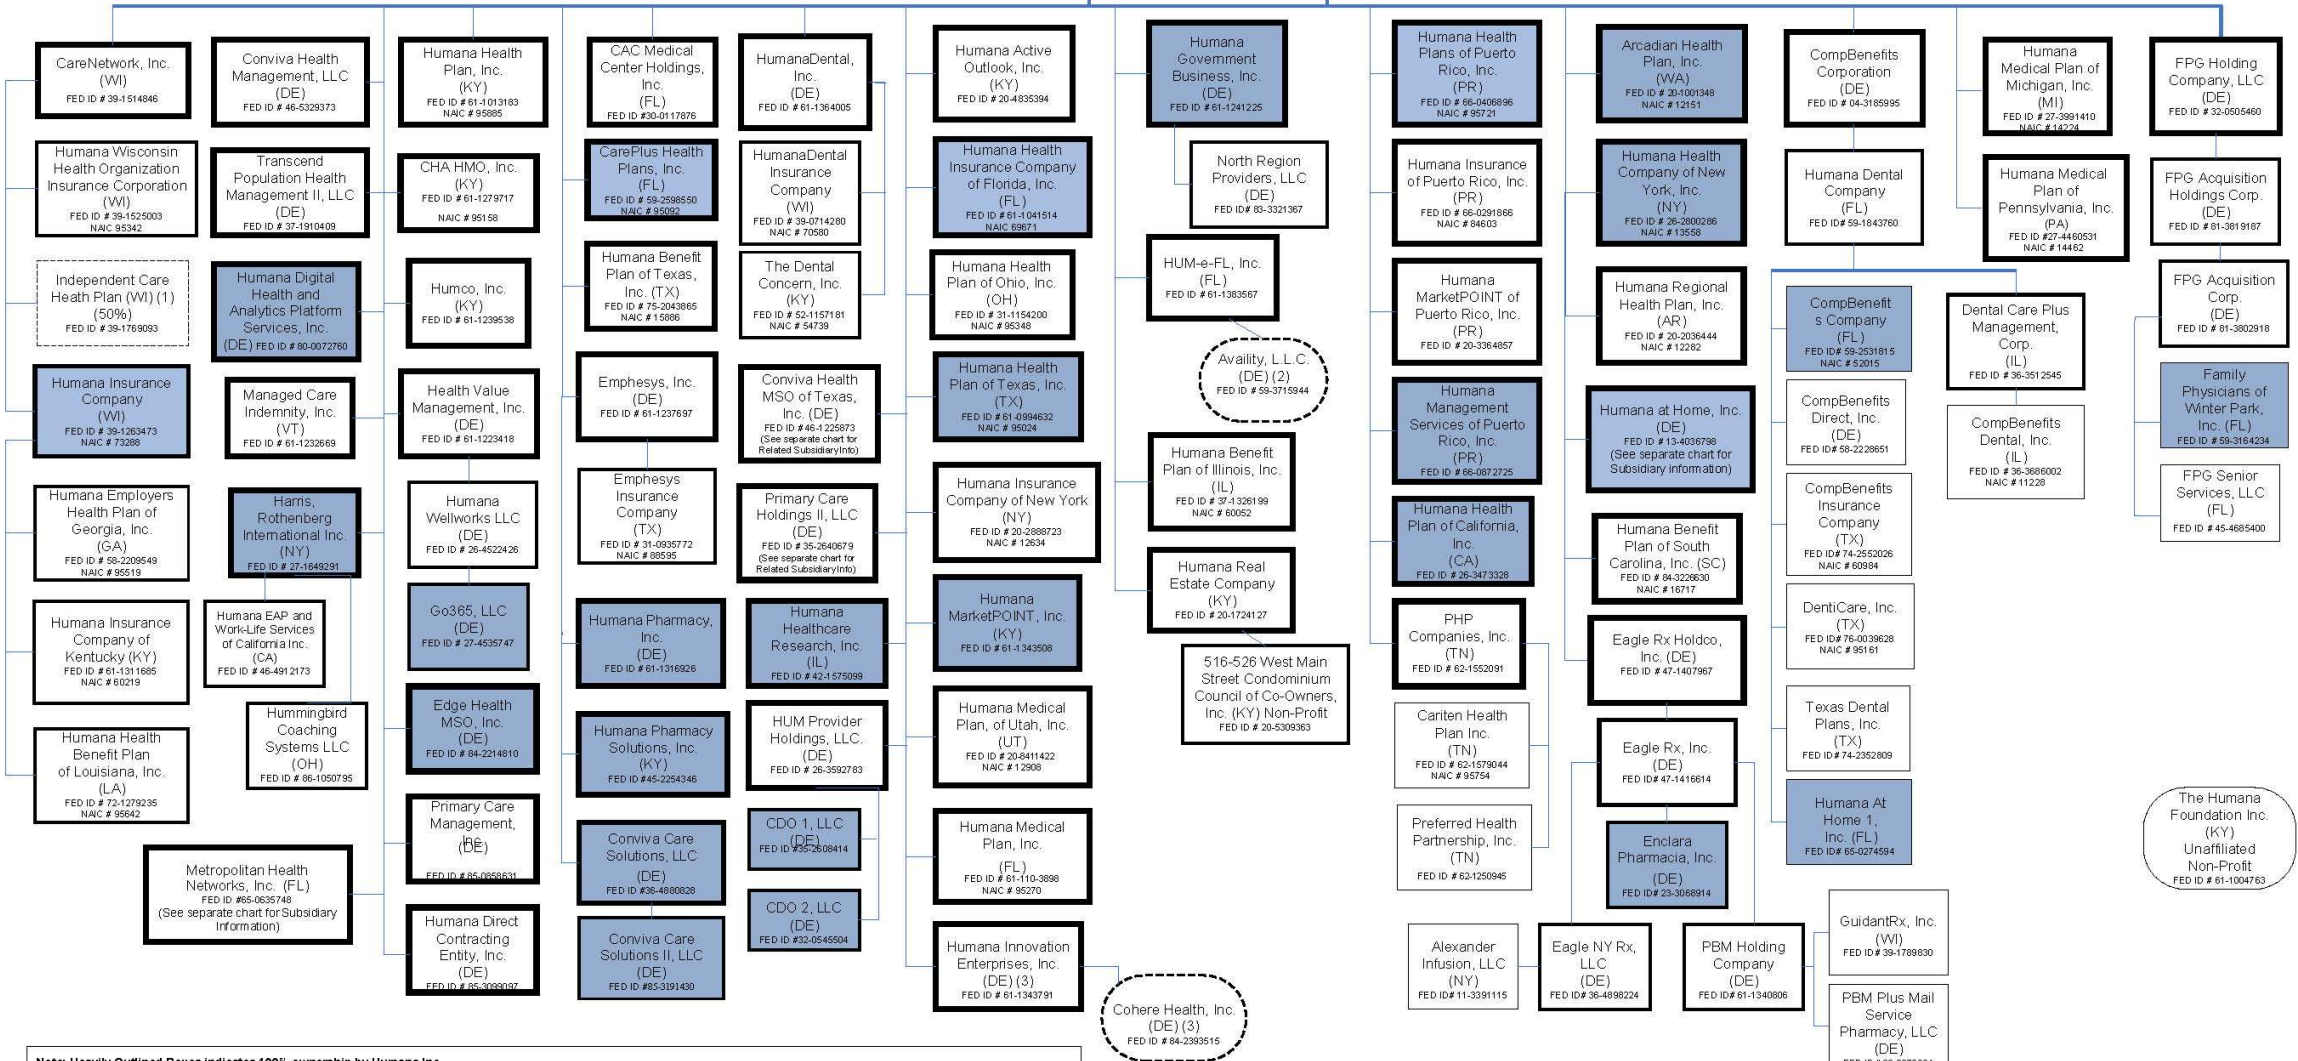 CareNetwork, Inc.
(WI)
FED ID # 39-1514846
Humana Wisconsin
Health Organization
Insurance Corporation
(WI)
FED ID # 39-1525003
NAIC 95342
Independent Care
Heath Plan (WI) (1)
(50%)
FED ID # 39-1769093
Humana Insurance
Company
(WI)
FED ID # 39-1263473
NAIC # 73288
Humana Employers
Health Plan of
Georgia, Inc.
(GA)
FED ID # 58-2209549
NAIC # 95519
Humana Insurance
Company of
Kentucky (KY)
FED ID # 61-1311685
NAIC # 60219
Humana Health
Benefit Plan
of Louisiana, Inc.
(LA)
FED ID # 72-1279235
NAIC # 95642
Conviva Health
Management, LLC
(DE)
FED ID # 46-5329373
Transcend
Population Health
Management II, LLC
(DE)
FED ID # 37-1910409
Humana Digital
Health and
Analytics Platform
Services, Inc.
(DE) FED ID # 80-0072760
Managed Care
Indemnity, Inc.
(VT)
FED ID # 61-1232669
Harris,
Rothenberg
International Inc.
(NY)
FED ID # 27-1649291
Humana EAP and
Work-Life Services
of California Inc.
(CA)
FED ID # 46-4912173
Hummingbird
Coaching
Systems LLC
(OH)
FED ID # 86-1050795
Metropolitan Health
Networks, Inc. (FL)
FED ID #65-0635748
(See separate chart for Subsidiary
Information)
Humana Health
Plan, Inc.
(KY)
FED ID # 61-1013183
NAIC # 95885
CHA HMO, Inc.
(KY)
FED ID # 61-1279717
NAIC # 95158
Humco, Inc.
(KY)
FED ID # 61-1239538
Health Value
Management, Inc.
(DE)
FED ID # 61-1223418
Humana
Wellworks LLC
(DE)
FED ID # 26-4522426
Go365, LLC
(DE)
FED ID # 27-4535747
Edge Health
MSO, Inc.
(DE)
FED ID # 84-2214810
Primary Care
Management,
Inc.
(DE)
FED ID # 85-0858631
Humana Direct
Contracting
Entity, Inc.
(DE)
FED ID # 85-3099097
CAC Medical
Center Holdings,
Inc.
(FL)
FED ID #30-0117876
CarePlus Health
Plans, Inc.
(FL)
FED ID # 59-2598550
NAIC # 95092
Humana Benefit
Plan of Texas,
Inc. (TX)
FED ID # 75-2043865
NAIC # 15886
Emphesys, Inc.
(DE)
FED ID # 61-1237697
Emphesys
Insurance
Company
(TX)
FED ID # 31-0935772
NAIC # 88595
Humana Pharmacy,
Inc.
(DE)
FED ID # 61-1316926
Humana Pharmacy
Solutions, Inc.
(KY)
FED ID #45-2254346
Conviva Care
Solutions, LLC
(DE)
FED ID #36-4880828
Conviva Care
Solutions II, LLC
(DE)
FED ID #85-3191430
HumanaDental,
Inc.
(DE)
FED ID # 61-1364005
HumanaDental
Insurance
Company
(WI)
FED ID # 39-0714280
NAIC # 70580
The Dental
Concern, Inc.
(KY)
FED ID # 52-1157181
NAIC # 54739
Conviva Health
MSO of Texas,
Inc. (DE)
FED ID # 46-1225873
(See separate chart for
Related Subsidiary Info)
Primary Care
Holdings II, LLC
(DE)
FED ID # 35-2640679
(See separate chart for
Related Subsidiary Info)
Humana
Healthcare
Research, Inc.
(IL)
FED ID # 42-1575099
HUM Provider
Holdings, LLC.
(DE)
FED ID # 26-3592783
CDO 1, LLC
(DE)
FED ID #35-2608414
CDO 2, LLC
(DE)
FED ID #32-0545504
Humana Active
Outlook, Inc.
(KY)
FED ID # 20-4835394
Humana Health
Insurance Company
of Florida, Inc.
(FL)
FED ID # 61-1041514
NAIC 69671
Humana Health
Plan of Ohio, Inc.
(OH)
FED ID # 31-1154200
NAIC # 95348
Humana Health
Plan of Texas, Inc.
(TX)
FED ID # 61-0994632
NAIC # 95024
Humana Insurance
Company of New York
(NY)
FED ID # 20-2888723
NAIC # 12634
Humana
MarketPOINT, Inc.
(KY)
FED ID # 61-1343508
Humana Medical
Plan, of Utah, Inc.
(UT)
FED ID # 20-8411422
NAIC # 12908
Humana Medical
Plan, Inc.
(FL)
FED ID # 61-110-3898
NAIC # 95270
Humana Innovation
Enterprises, Inc.
(DE) (3)
FED ID # 61-1343791
Cohere Health, Inc.
(DE) (3)
FED ID # 84-2393515
Humana
Government
Business, Inc.
(DE)
FED ID # 61-1241225
North Region
Providers, LLC
(DE)
FED ID# 83-3321367
HUM-e-FL, Inc.
(FL)
FED ID # 61-1383567
Availity, L.L.C.
(DE) (2)
FED ID # 59-3715944
Humana Benefit
Plan of Illinois, Inc.
(IL)
FED ID # 37-1326199
NAIC # 60052
Humana Real
Estate Company
(KY)
FED ID # 20-1724127
516-526 West Main
Street Condominium
Council of Co-Owners,
Inc. (KY) Non-Profit
FED ID # 20-5309363
Humana Health
Plans of Puerto
Rico, Inc.
(PR)
FED ID # 66-0406896
NAIC # 95721
Humana Insurance
of Puerto Rico, Inc.
(PR)
FED ID # 66-0291866
NAIC # 84603
Humana
MarketPOINT of
Puerto Rico, Inc.
(PR)
FED ID # 20-3364857
Humana
Management
Services of Puerto
Rico, Inc.
(PR)
FED ID # 66-0872725
Humana Health
Plan of California,
Inc.
(CA)
FED ID # 26-3473328
PHP
Companies, Inc.
(TN)
FED ID # 62-1552091
Cariten Health
Plan Inc.
(TN)
FED ID # 62-1579044
NAIC # 95754
Preferred Health
Partnership, Inc.
(TN)
FED ID # 62-1250945
Alexander
Infusion, LLC
(NY)
FED ID# 11-3391115
Arcadian Health
Plan, Inc.
(WA)
FED ID # 20-1001348
NAIC # 12151
Humana Health
Company of New
York, Inc.
(NY)
FED ID # 26-2800286
NAIC # 13558
Humana Regional
Health Plan, Inc.
(AR)
FED ID # 20-2036444
NAIC # 12282
Humana at Home, Inc.
(DE)
FED ID # 13-4036798
(See separate chart for
Subsidiary information)
Humana Benefit
Plan of South
Carolina, Inc. (SC)
FED ID # 84-3226630
NAIC # 16717
Eagle Rx Holdco,
Inc. (DE)
FED ID # 47-1407967
Eagle Rx, Inc.
(DE)
FED ID# 47-1416614
Enclara
Pharmacia, Inc.
(DE)
FED ID# 23-3068914
Eagle NY Rx,
LLC
(DE)
FED ID# 36-4898224
PBM Holding
Company
(DE)
FED ID# 61-1340806
GuidantRx, Inc.
(WI)
FED ID # 39-1789830
PBM Plus Mail
Service
Pharmacy, LLC
(DE)
CompBenefits
Corporation
(DE)
FED ID # 04-3185995
Humana Dental
Company
(FL)
FED ID # 59-1843760
CompBenefit
s Company
(FL)
FED ID# 59-2531815
NAIC # 52015
CompBenefits
Direct, Inc.
(DE)
FED ID# 58-2228651
CompBenefits
Insurance
Company
(TX)
FED ID# 74-2552026
NAIC # 60984
DentiCare, Inc.
(TX)
FED ID# 76-0039628
NAIC # 95161
Texas Dental
Plans, Inc.
(TX)
FED ID# 74-2352809
Humana At
Home 1,
Inc. (FL)
FED ID# 65-0274594
Dental Care Plus
Management,
Corp.
(IL)
FED ID # 36-3512545
CompBenefits
Dental, Inc.
(IL)
FED ID # 36-3686002
NAIC # 11228
Humana
Medical Plan of
Michigan, Inc.
(MI)
FED ID # 27-3991410
NAIC # 14224
Humana Medical
Plan of
Pennsylvania, Inc.
(PA)
FED ID #27-4460531
NAIC # 14462
FPG Holding
Company, LLC
(DE)
FED ID # 32-0505460
FPG Acquisition
Holdings Corp.
(DE)
FED ID # 81-3819187
FPG Acquisition
Corp.
(DE)
FED ID # 81-3802918
Family
Physicians of
Winter Park,
Inc. (FL)
FED ID # 59-3164234
FPG Senior
Services, LLC
(FL)
FED ID # 45-4685400
The Humana
Foundation Inc.
(KY)
Unaffiliated
Non-Profit
FED ID # 61-1004763
Note: Heavily Outlined Boxes indicates 100% ownership by Humana Inc.